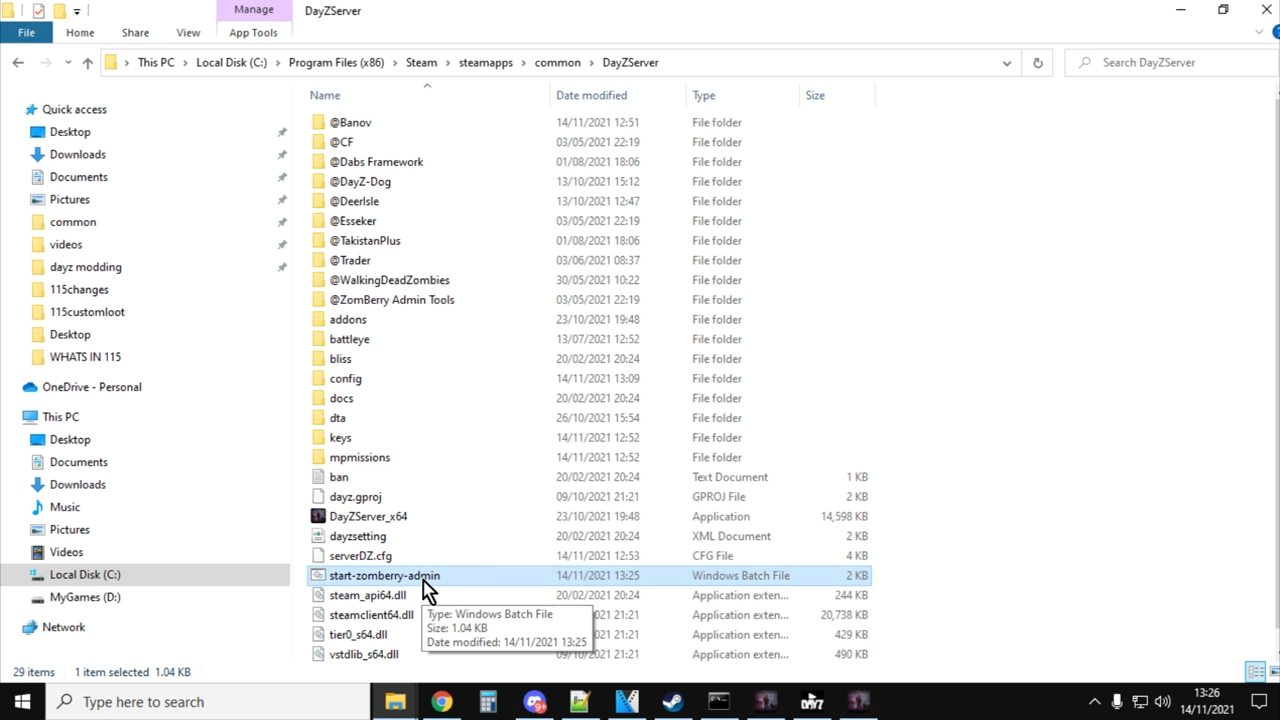 Manage
DayZServer
File
Home
Share
View
App Tools
This PC
Local Disk (C:)
Program Files (x86)
Steam
steamapps
common
DayZServer
Search DayZServer
Name
Date modified
Type
Size
Quick access
Desktop
Downloads
Documents
Pictures
common
videos
dayz modding
115changes
115customloot
Desktop
WHATS IN 115
OneDrive - Personal
This PC
Desktop
Documents
Downloads
Music
Pictures
Videos
Local Disk (C:)
MyGames (D:)
Network
@Banov 14/11/2021 12:51 File folder
@CF 03/05/2021 22:19 File folder
@Dabs Framework 01/08/2021 18:06 File folder
@DayZ-Dog 13/10/2021 15:12 File folder
@DeerIsle 13/10/2021 12:47 File folder
@Esseker 03/05/2021 22:19 File folder
@TakistanPlus 01/08/2021 18:06 File folder
@Trader 03/06/2021 08:37 File folder
@WalkingDeadZombies 30/05/2021 10:22 File folder
@ZomBerry Admin Tools 03/05/2021 22:19 File folder
addons 23/10/2021 19:48 File folder
battleye 13/07/2021 12:52 File folder
bliss 20/02/2021 20:24 File folder
config 14/11/2021 13:09 File folder
docs 20/02/2021 20:24 File folder
dta 26/10/2021 15:54 File folder
keys 14/11/2021 12:52 File folder
mpmissions 14/11/2021 12:52 File folder
ban 20/02/2021 20:24 Text Document 1 KB
dayz.gproj 09/10/2021 21:21 GPROJ File 2 KB
DayZServer_x64 23/10/2021 19:48 Application 14,598 KB
dayzsetting 20/02/2021 20:24 XML Document 2 KB
serverDZ.cfg 14/11/2021 12:53 CFG File 4 KB
start-zomberry-admin 14/11/2021 13:25 Windows Batch File 2 KB
steam_api64.dll 20/02/2021 20:24 Application exten... 244 KB
steamclient64.dll 21:21 Application exten... 20,738 KB
tier0_s64.dll 21:21 Application exten... 429 KB
vstdlib_s64.dll 09/10/2021 21:21 Application exten... 490 KB
Type: Windows Batch File
Size: 1.04 KB
Date modified: 14/11/2021 13:25
29 items 1 item selected 1.04 KB
Type here to search
13:26
14/11/2021